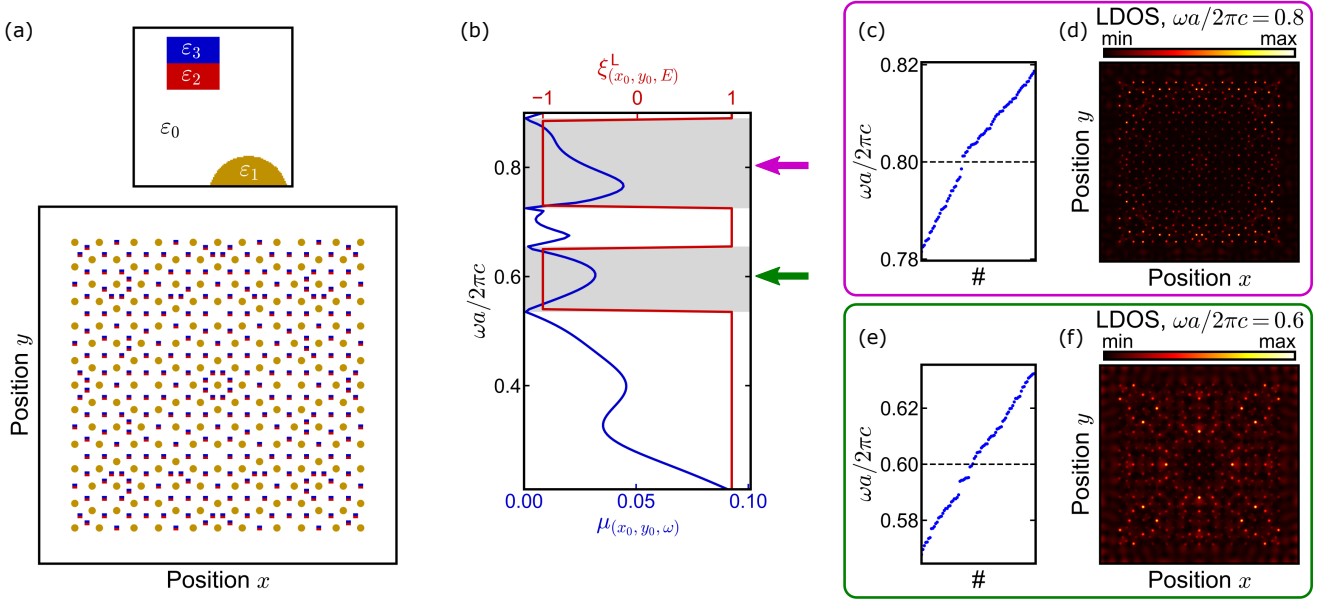 (a)
ε₃
ε₂
ε₀
ε₁
Position y
Position x
(b)
ξᴸ₍ₓ₀, ᵧ₀, E₎
−1 0 1
ωa/2πc
0.8
0.6
0.4
0.00 0.05 0.10
μ(x₀, y₀, ω)
(c)
0.82
0.80
0.78
ωa/2πc
#
(d)
LDOS, ωa/2πc = 0.8
min max
Position y
Position x
(e)
0.62
0.60
0.58
ωa/2πc
#
(f)
LDOS, ωa/2πc = 0.6
min max
Position y
Position x